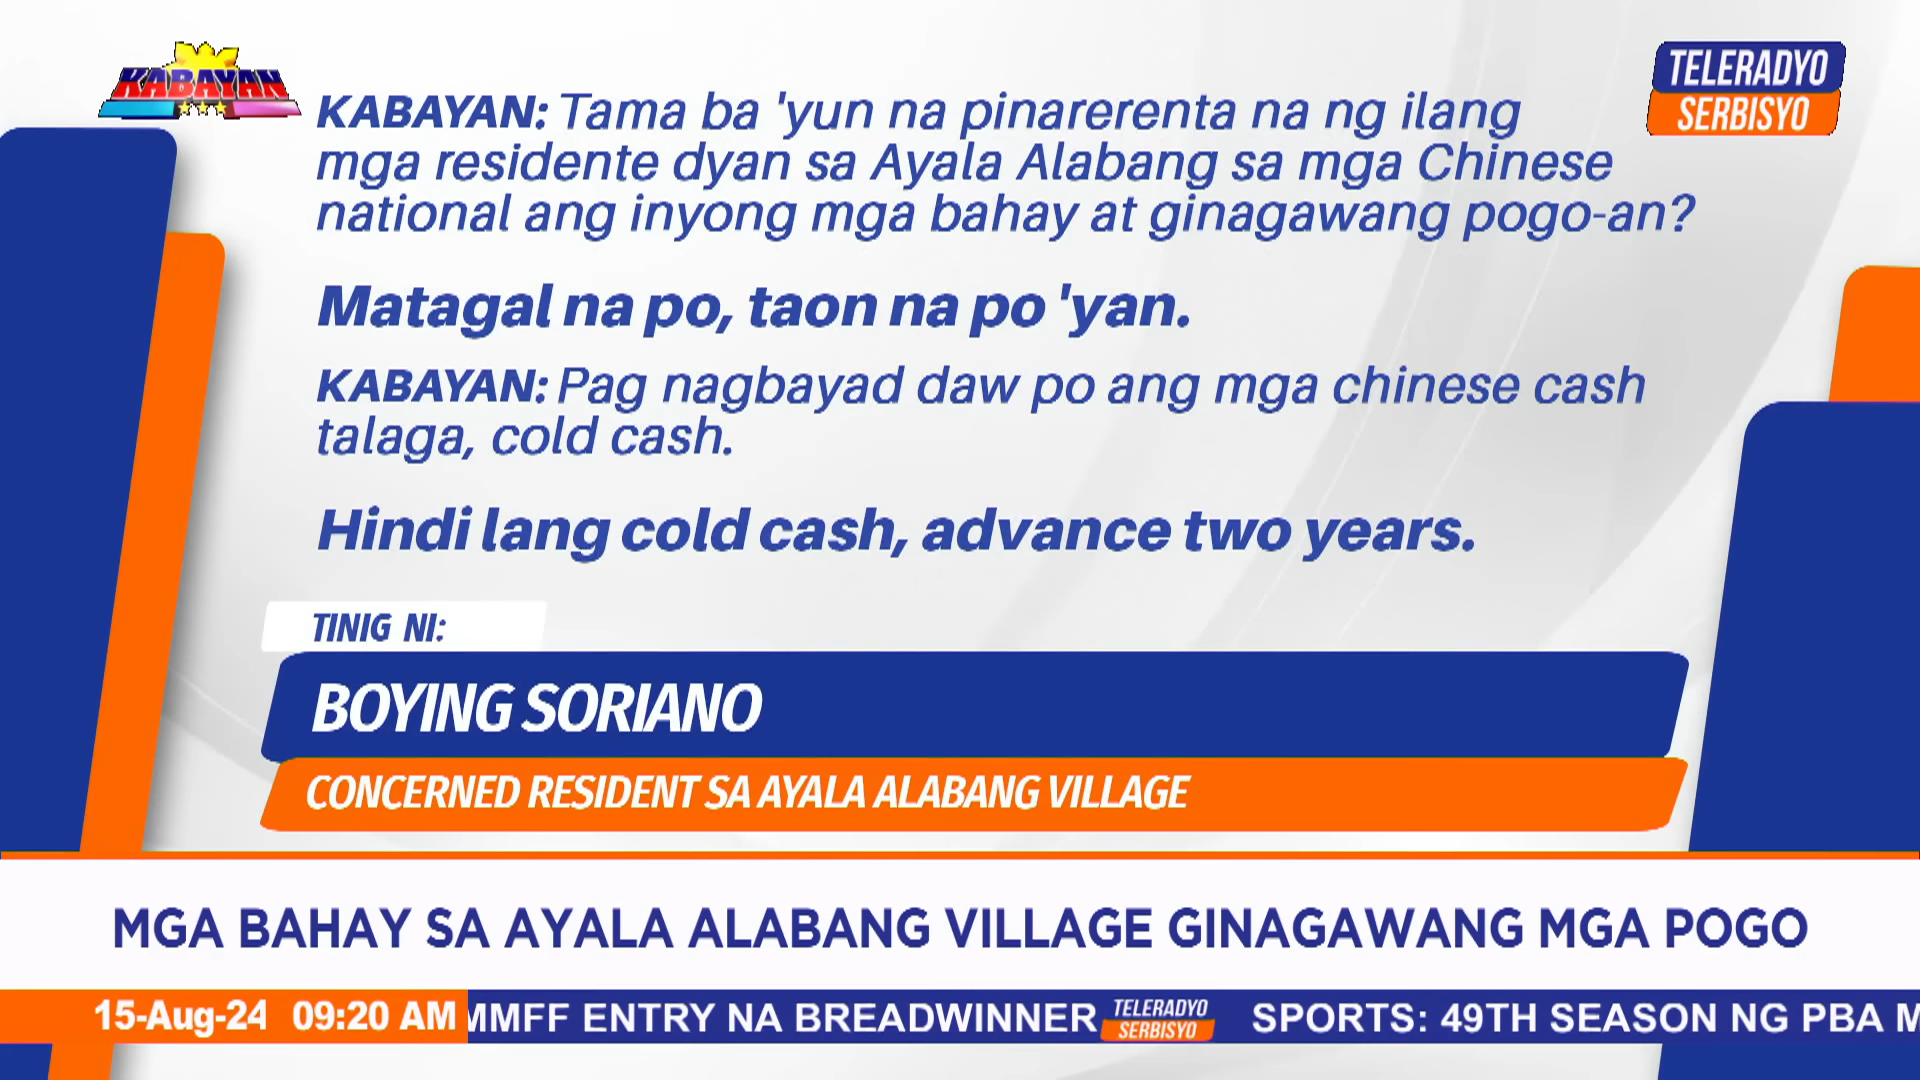 KABAYAN
TELERADYO
SERBISYO
KABAYAN: Tama ba 'yun na pinarerenta na ng ilang
mga residente dyan sa Ayala Alabang sa mga Chinese
national ang inyong mga bahay at ginagawang pogo-an?
Matagal na po, taon na po 'yan.
KABAYAN: Pag nagbayad daw po ang mga chinese cash
talaga, cold cash.
Hindi lang cold cash, advance two years.
TINIG NI:
BOYING SORIANO
CONCERNED RESIDENT SA AYALA ALABANG VILLAGE
MGA BAHAY SA AYALA ALABANG VILLAGE GINAGAWANG MGA POGO
15-Aug-24 09:20 AM MMFF ENTRY NA BREADWINNER TELERADYO SERBISYO SPORTS: 49TH SEASON NG PBA M